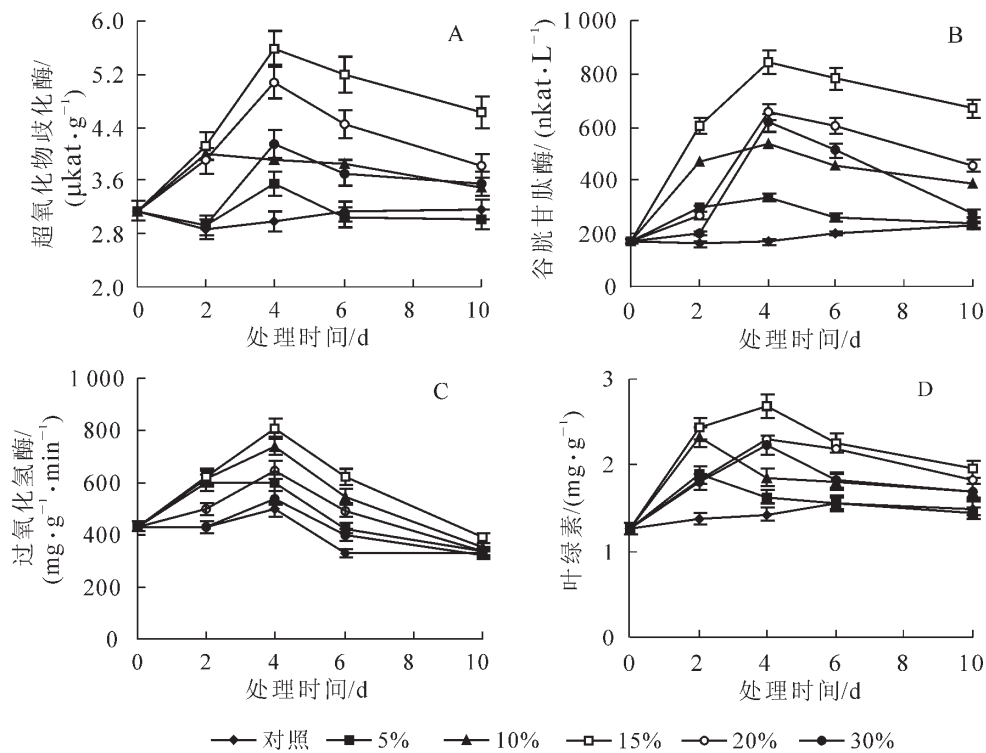 A
超氧化物歧化酶/
(μkat·g⁻¹)
6.0
5.2
4.4
3.6
2.8
2.0
0 2 4 6 8 10
处理时间/d
B
谷胱甘肽酶/(nkat·L⁻¹)
1 000
800
600
400
200
0
0 2 4 6 8 10
处理时间/d
C
过氧化氢酶/
(mg·g⁻¹·min⁻¹)
1 000
800
600
400
200
0
0 2 4 6 8 10
处理时间/d
D
叶绿素/(mg·g⁻¹)
3
2
1
0
0 2 4 6 8 10
处理时间/d
对照 5% 10% 15% 20% 30%